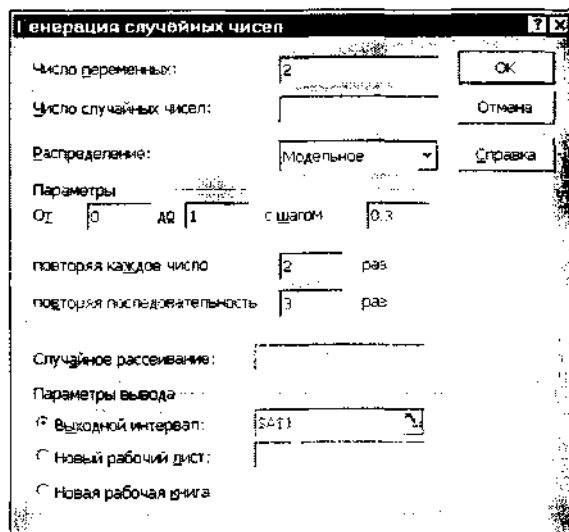 Генерация случайных чисел ? X
Число переменных: 2 OK
Число случайных чисел: Отмена
Распределение: Модельное Справка
Параметры
От 0 до 1 с шагом 0.3
повторяя каждое число 2 раз
повторяя последовательность 3 раз
Случайное рассеивание:
Параметры вывода
Выходной интервал: $A$1
Новый рабочий лист:
Новая рабочая книга